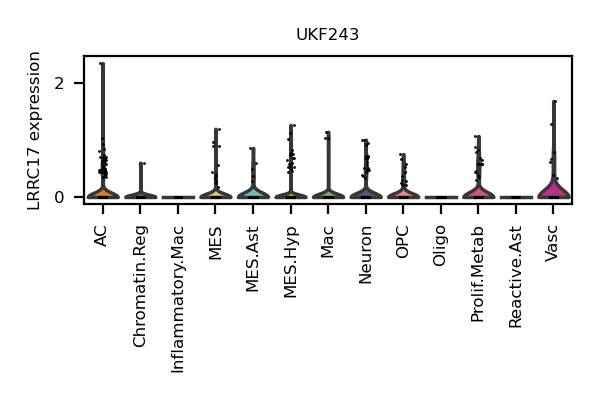 UKF243
LRRC17 expression
2
0
AC
Chromatin.Reg
Inflammatory.Mac
MES
MES.Ast
MES.Hyp
Mac
Neuron
OPC
Oligo
Prolif.Metab
Reactive.Ast
Vasc